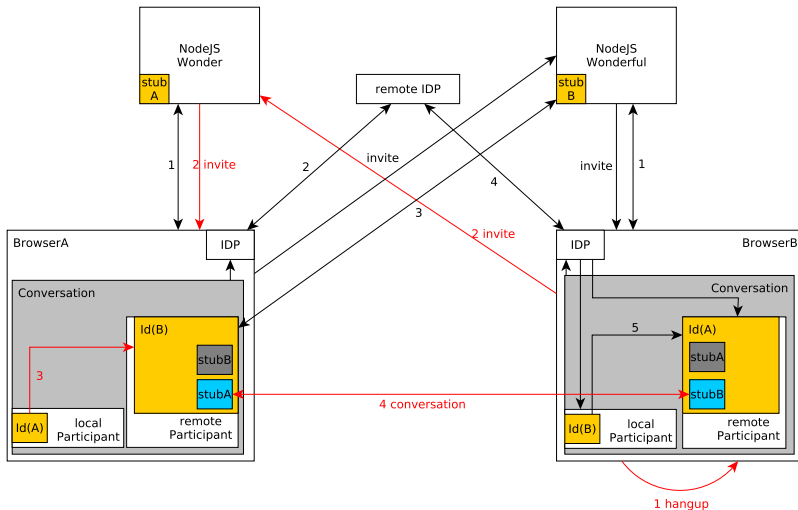 NodeJS
Wonder
stub
A
remote IDP
NodeJS
Wonderful
stub
B
1
2 invite
2
invite
4
3
invite
1
2 invite
BrowserA
IDP
IDP
BrowserB
Conversation
Id(B)
stubB
stubA
3
Id(A)
local
Participant
remote
Participant
4 conversation
Conversation
5
Id(A)
stubA
stubB
Id(B)
local
Participant
remote
Participant
1 hangup